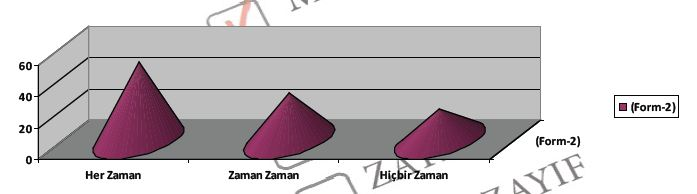 60
40
20
0
Her Zaman
Zaman Zaman
Hiçbir Zaman
(Form-2)
(Form-2)
ZAYIF